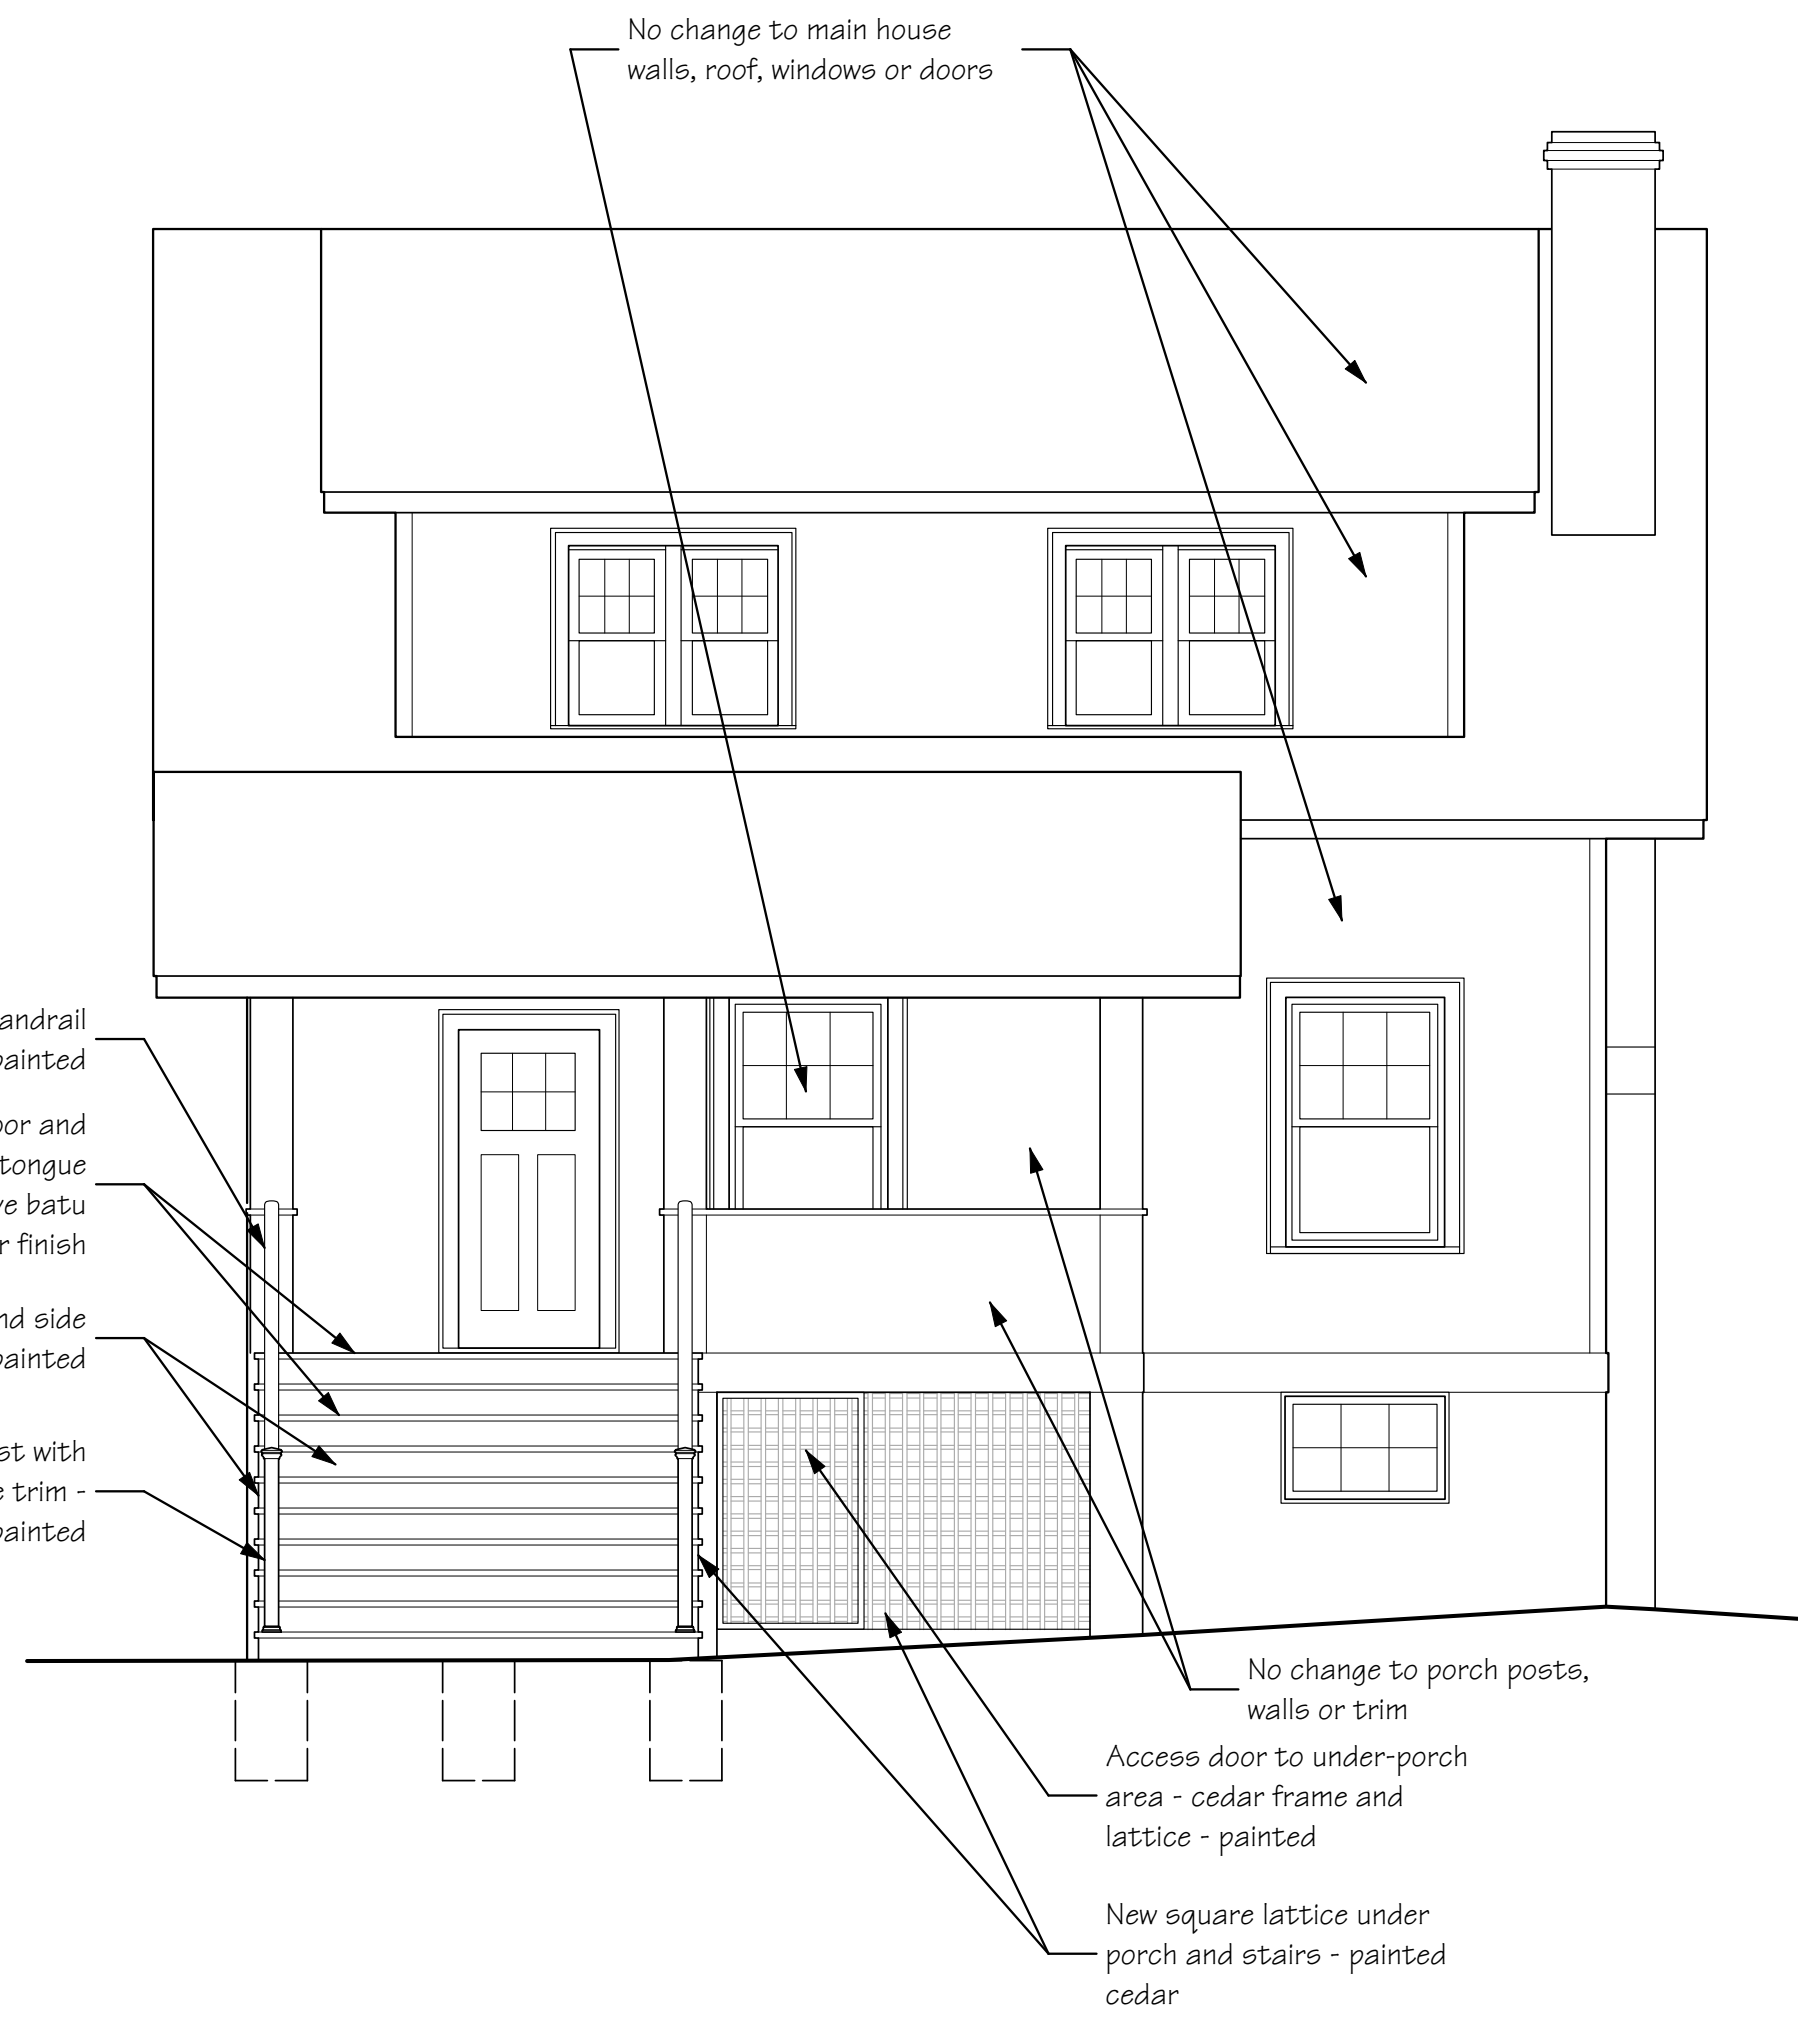 No change to main house
walls, roof, windows or doors
andrail
painted
oor and
tongue
ve batu
r finish
nd side
painted
st with
e trim -
painted
No change to porch posts,
walls or trim
Access door to under-porch
area - cedar frame and
lattice - painted
New square lattice under
porch and stairs - painted
cedar